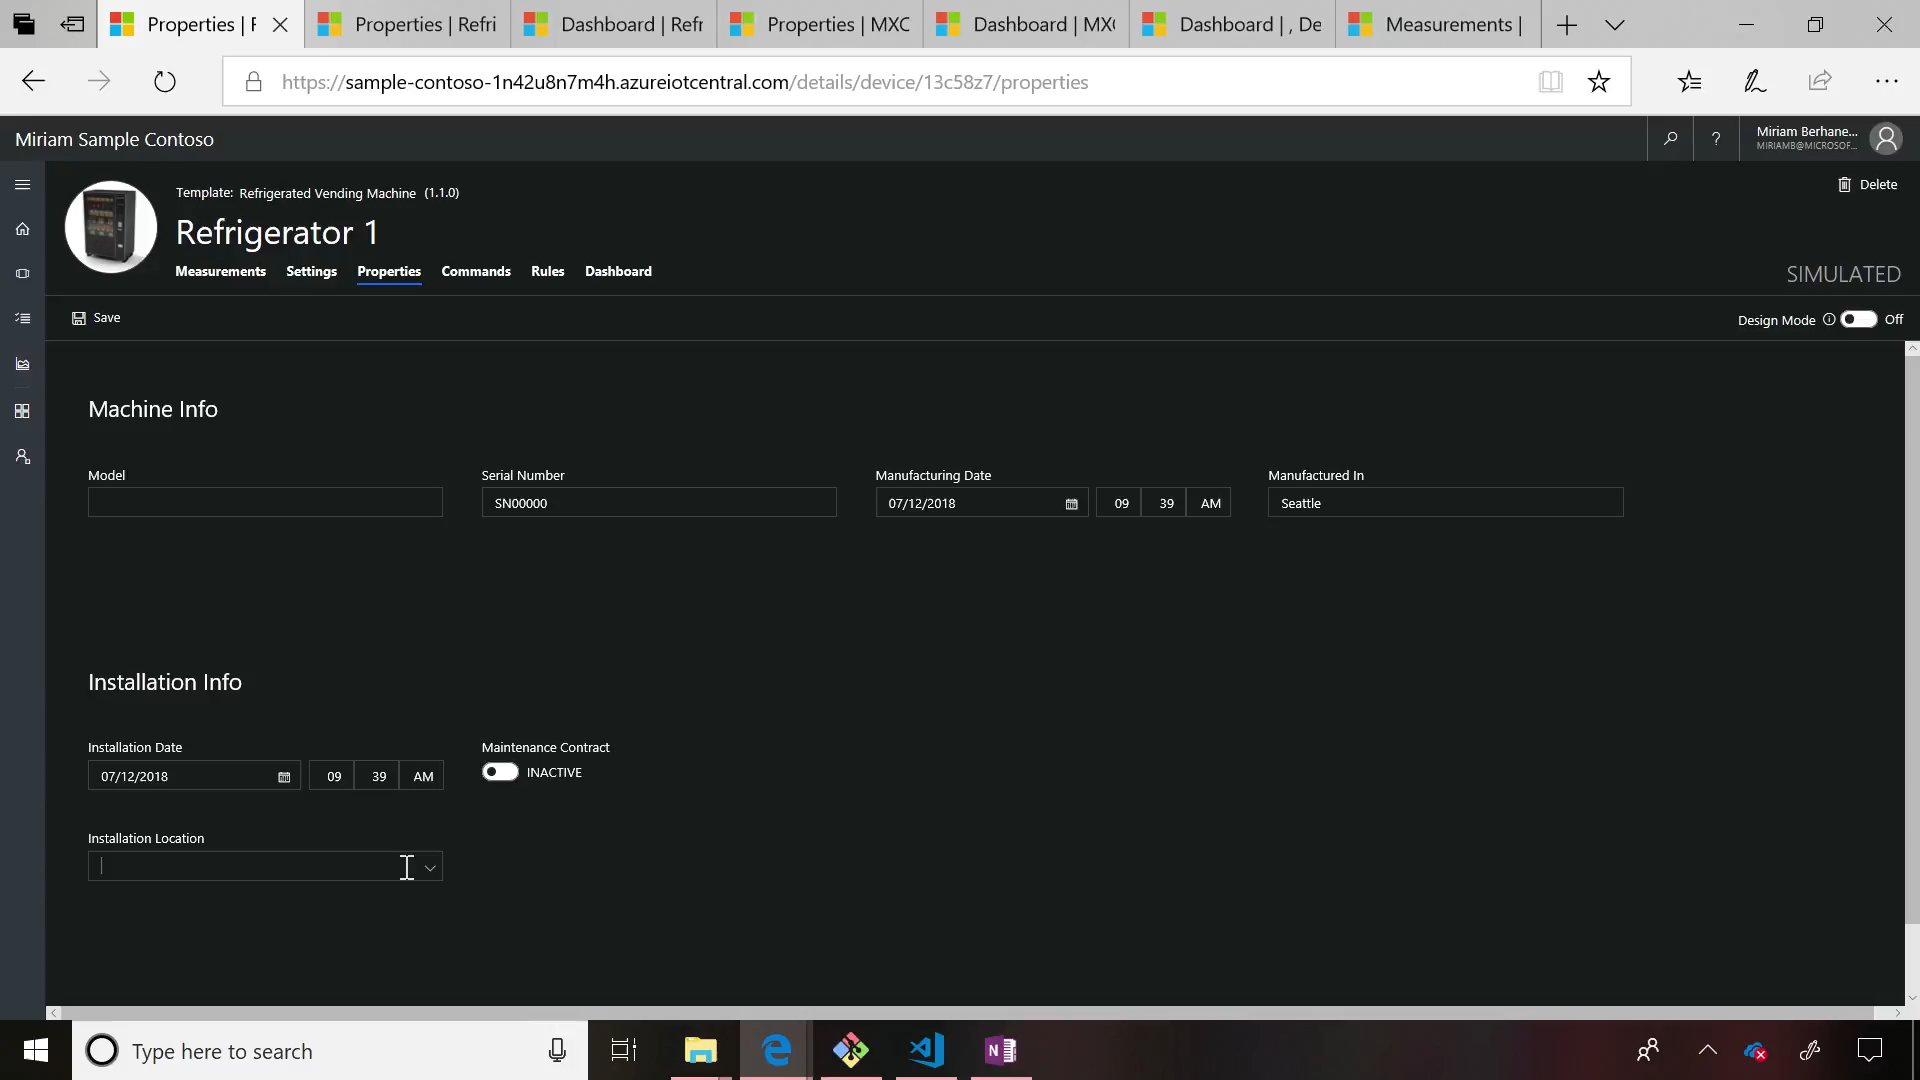 Properties | F
Properties | Refri
Dashboard | Refr
Properties | MXC
Dashboard | MXC
Dashboard | , De
Measurements |
https://sample-contoso-1n42u8n7m4h.azureiotcentral.com/details/device/13c58z7/properties
Miriam Sample Contoso
?
Miriam Berhane...
MIRIAMB@MICROSOF...
Template: Refrigerated Vending Machine (1.1.0)
Delete
Refrigerator 1
Measurements Settings Properties Commands Rules Dashboard
SIMULATED
Save
Design Mode Off
Machine Info
Model
Serial Number
Manufacturing Date
Manufactured In
SN00000
07/12/2018 09 39 AM
Seattle
Installation Info
Installation Date
Maintenance Contract
07/12/2018 09 39 AM
INACTIVE
Installation Location
Type here to search
N